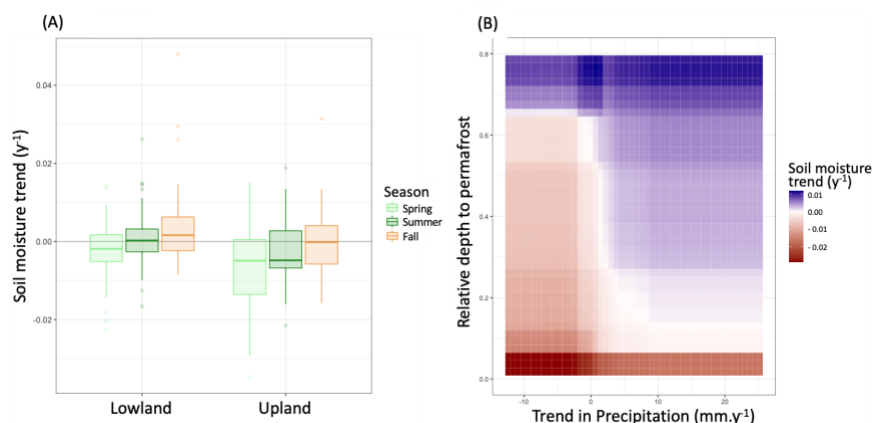 (A)
Soil moisture trend (y-1)
0.04
0.02
0.00
-0.02
Lowland
Upland
Season
Spring
Summer
Fall
(B)
Relative depth to permafrost
0.8
0.6
0.4
0.2
0.0
-10
0
10
20
Trend in Precipitation (mm.y-1)
Soil moisture
trend (y-1)
0.01
0.00
- 0.01
- 0.02